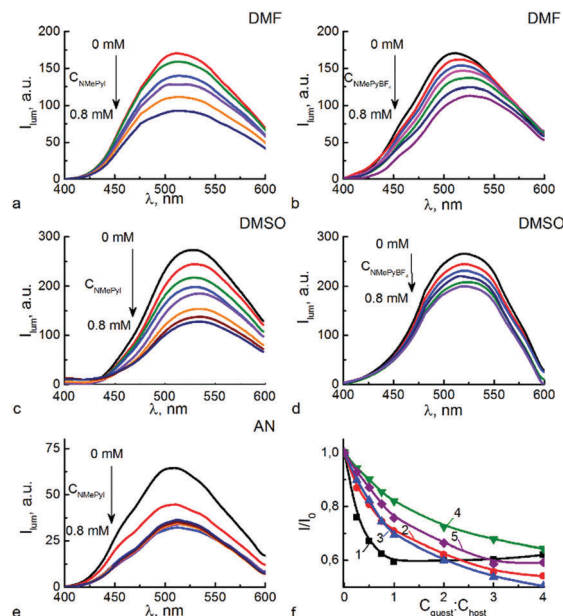 DMF
200
150
100
50
0
I_lum, a.u.
0 mM
C_NMePyI
0.8 mM
400 450 500 550 600
λ, nm
a
DMF
200
150
100
50
0
I_lum, a.u.
0 mM
C_NMePyBF₄
0.8 mM
400 450 500 550 600
λ, nm
b
DMSO
300
200
100
0
I_lum, a.u.
0 mM
C_NMePyI
0.8 mM
400 450 500 550 600
λ, nm
c
DMSO
300
200
100
0
I_lum, a.u.
0 mM
C_NMePyBF₄
0.8 mM
400 450 500 550 600
λ, nm
d
AN
75
50
25
0
I_lum, a.u.
0 mM
C_NMePyI
0.8 mM
400 450 500 550 600
λ, nm
e
1,0
0,8
0,6
I/I₀
1
3
2
5
4
0 1 2 3 4
C_guest:C_host
f